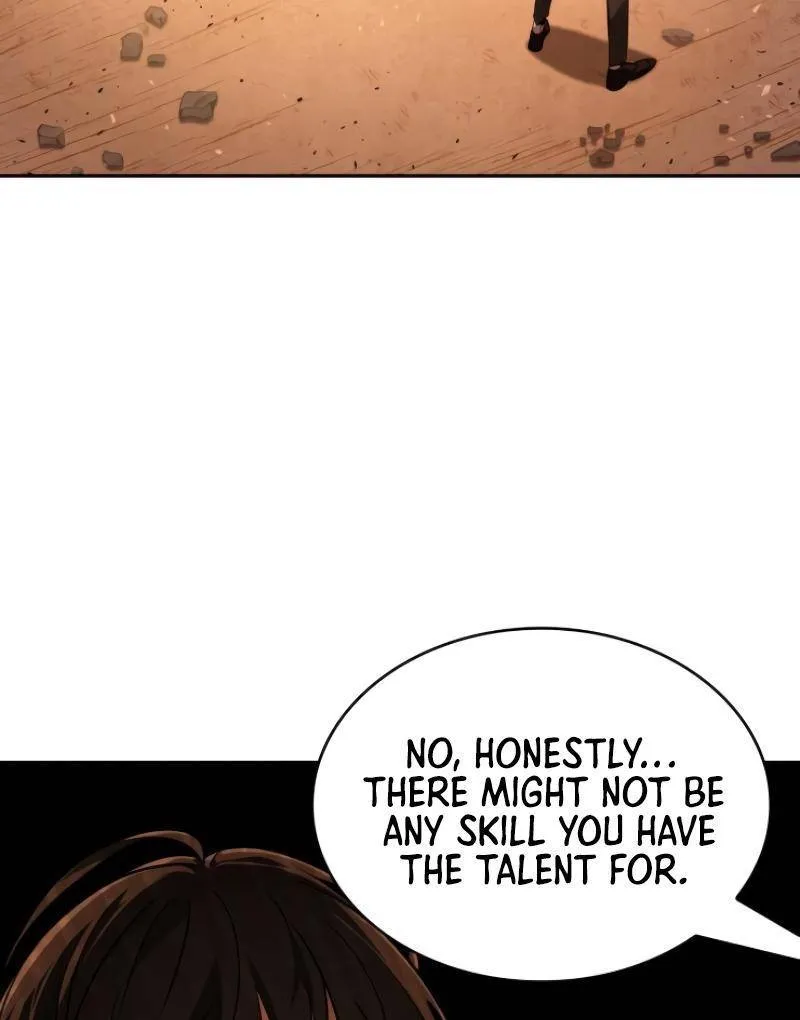 NO, HONESTLY...
THERE MIGHT NOT BE
ANY SKILL YOU HAVE
THE TALENT FOR.